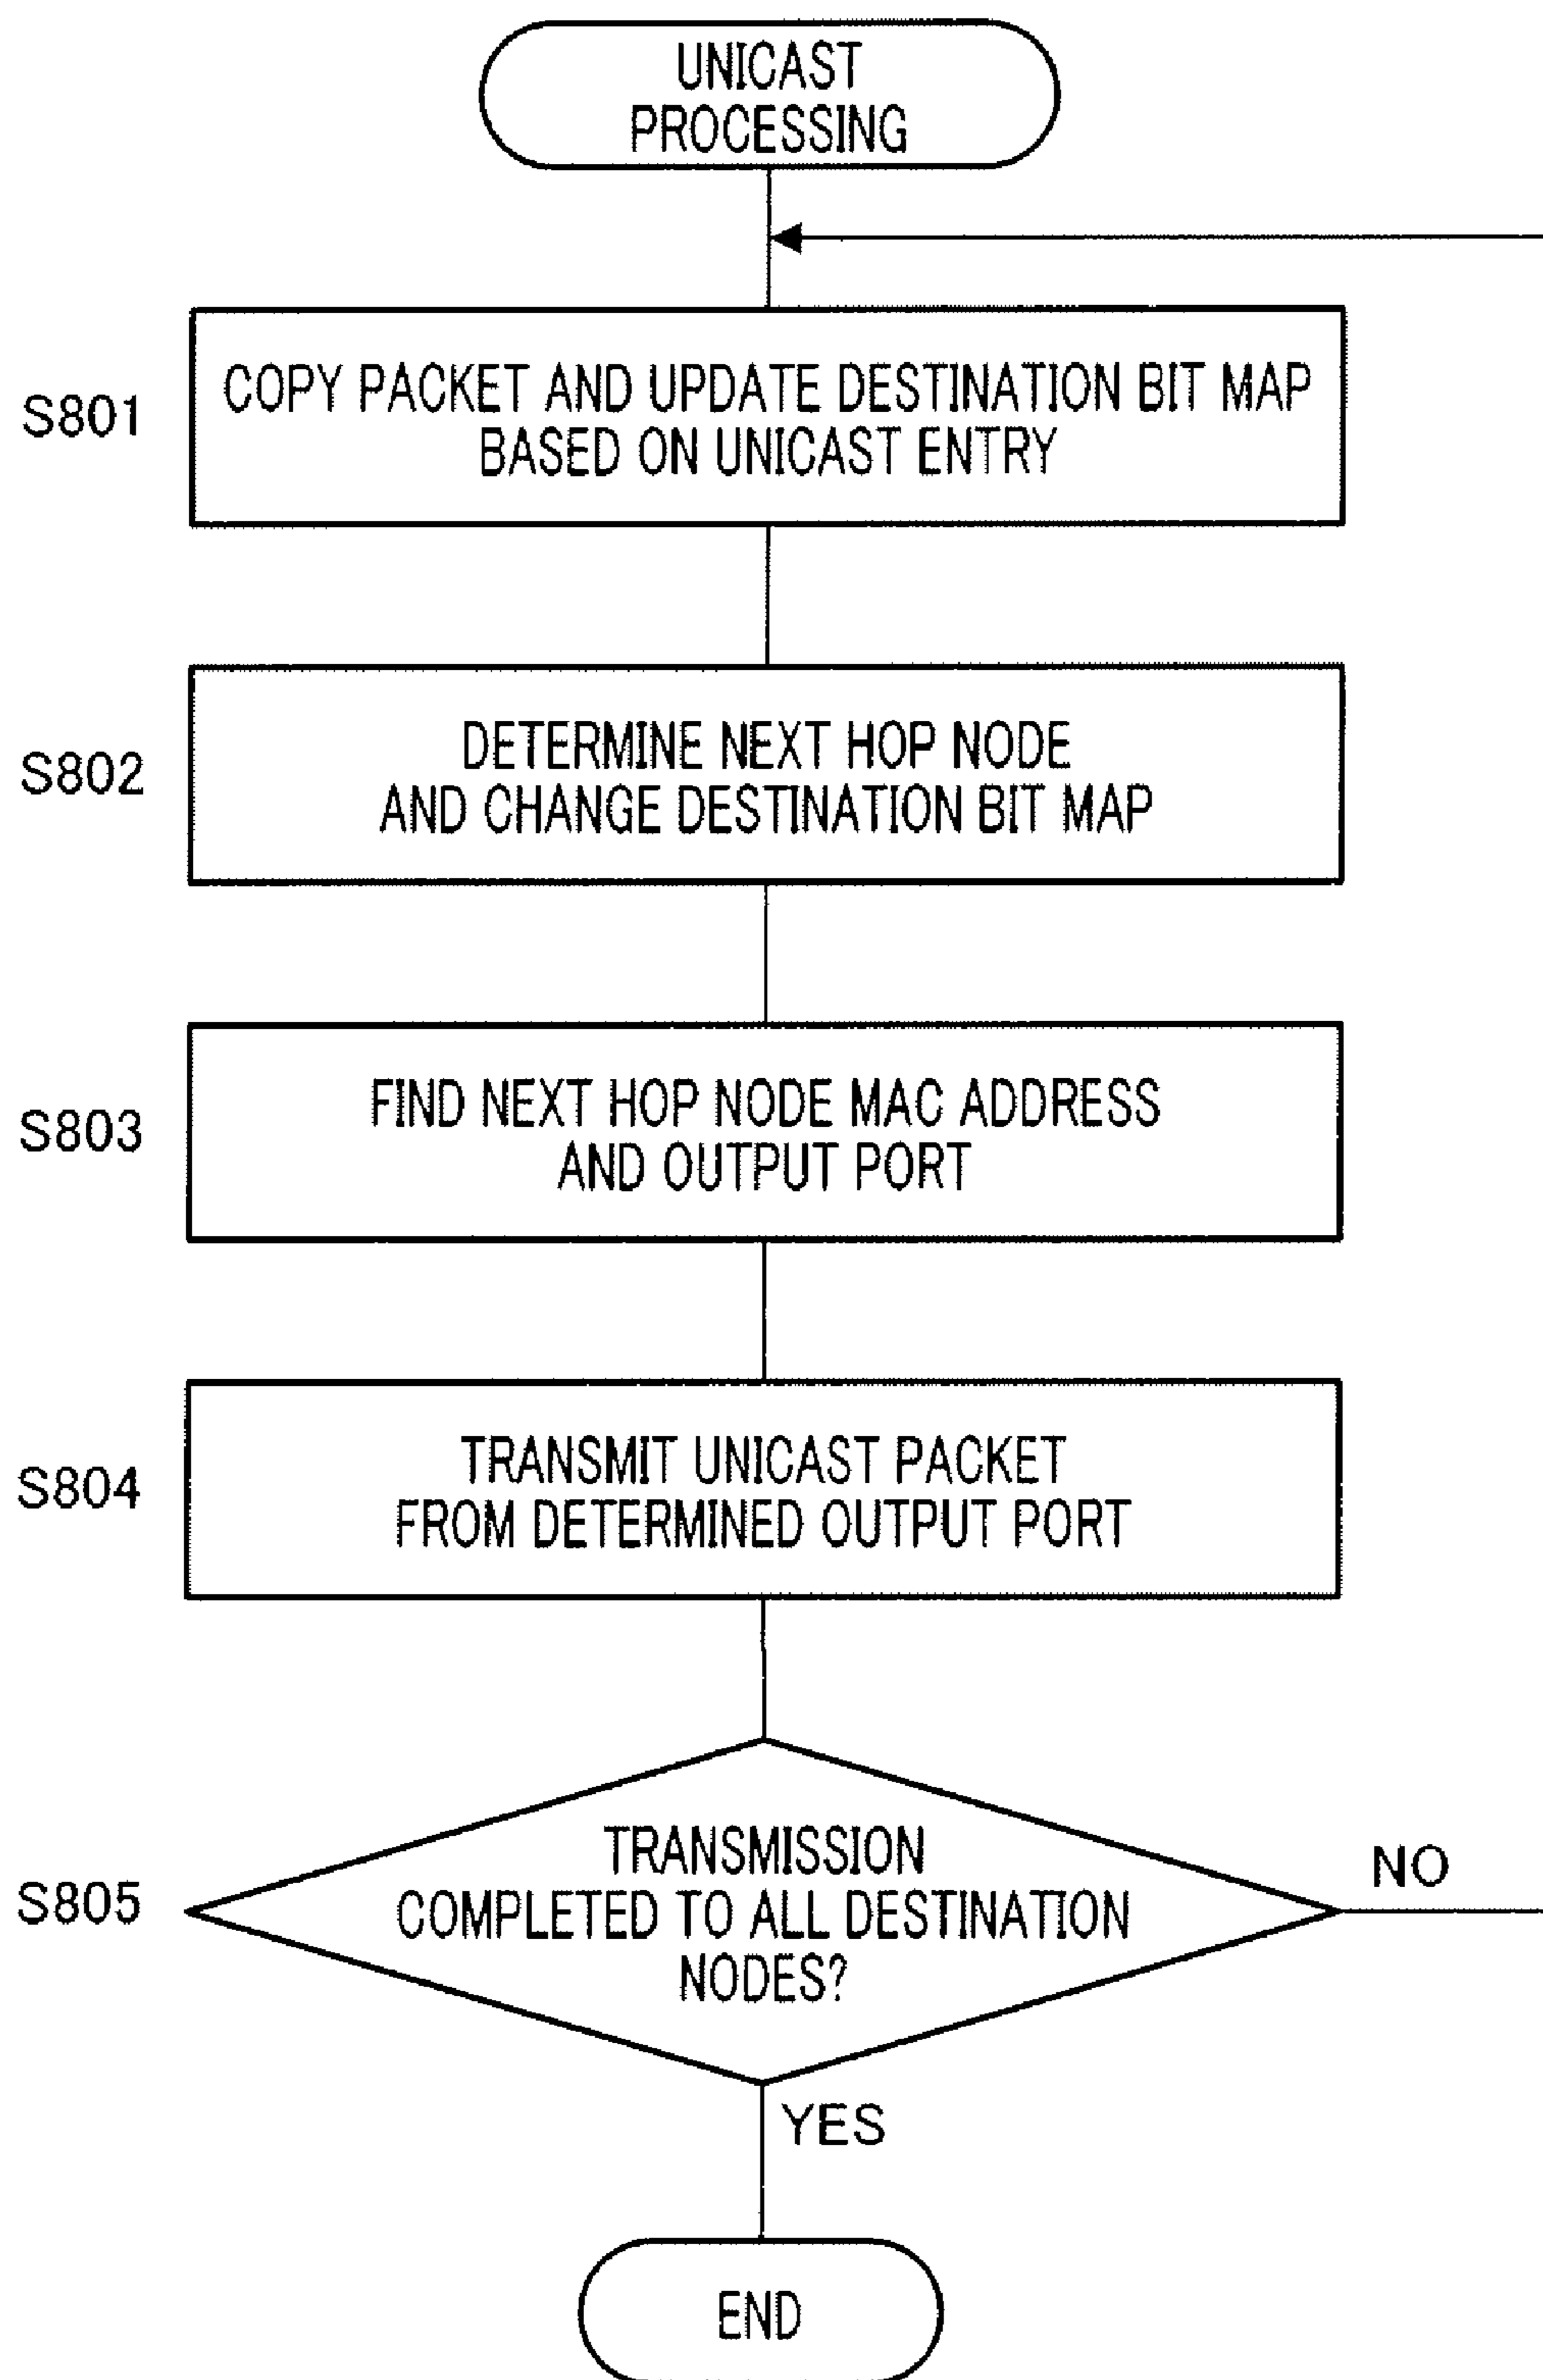 UNICAST
PROCESSING
S801
COPY PACKET AND UPDATE DESTINATION BIT MAP
BASED ON UNICAST ENTRY
S802
DETERMINE NEXT HOP NODE
AND CHANGE DESTINATION BIT MAP
S803
FIND NEXT HOP NODE MAC ADDRESS
AND OUTPUT PORT
S804
TRANSMIT UNICAST PACKET
FROM DETERMINED OUTPUT PORT
S805
TRANSMISSION
COMPLETED TO ALL DESTINATION
NODES?
NO
YES
END